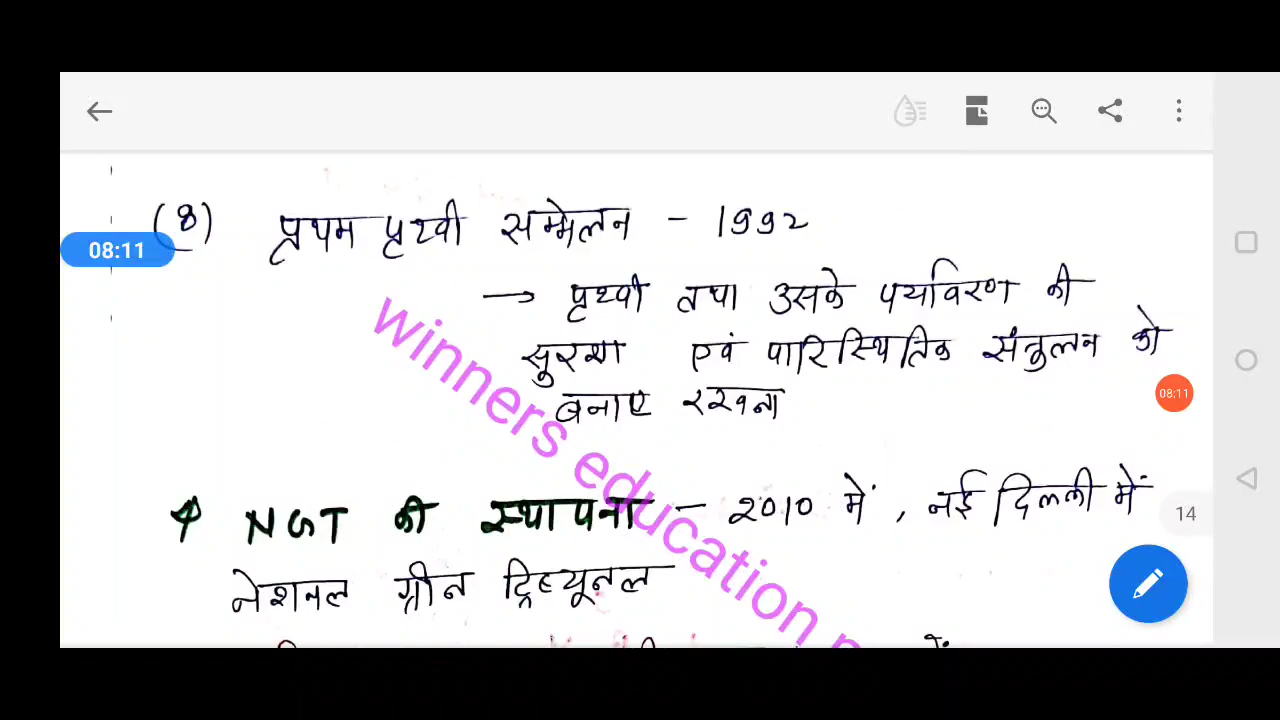 (8) प्रथम पृथ्वी सम्मेलन - 1992
08:11
→ पृथ्वी तथा उसके पर्यावरण की
सुरक्षा एवं पारिस्थितिक संतुलन को
बनाए रखना
08:11
winners education
NGT की स्थापना - 2010 में, नई दिल्ली में
14
नेशनल ग्रीन ट्रिब्यूनल